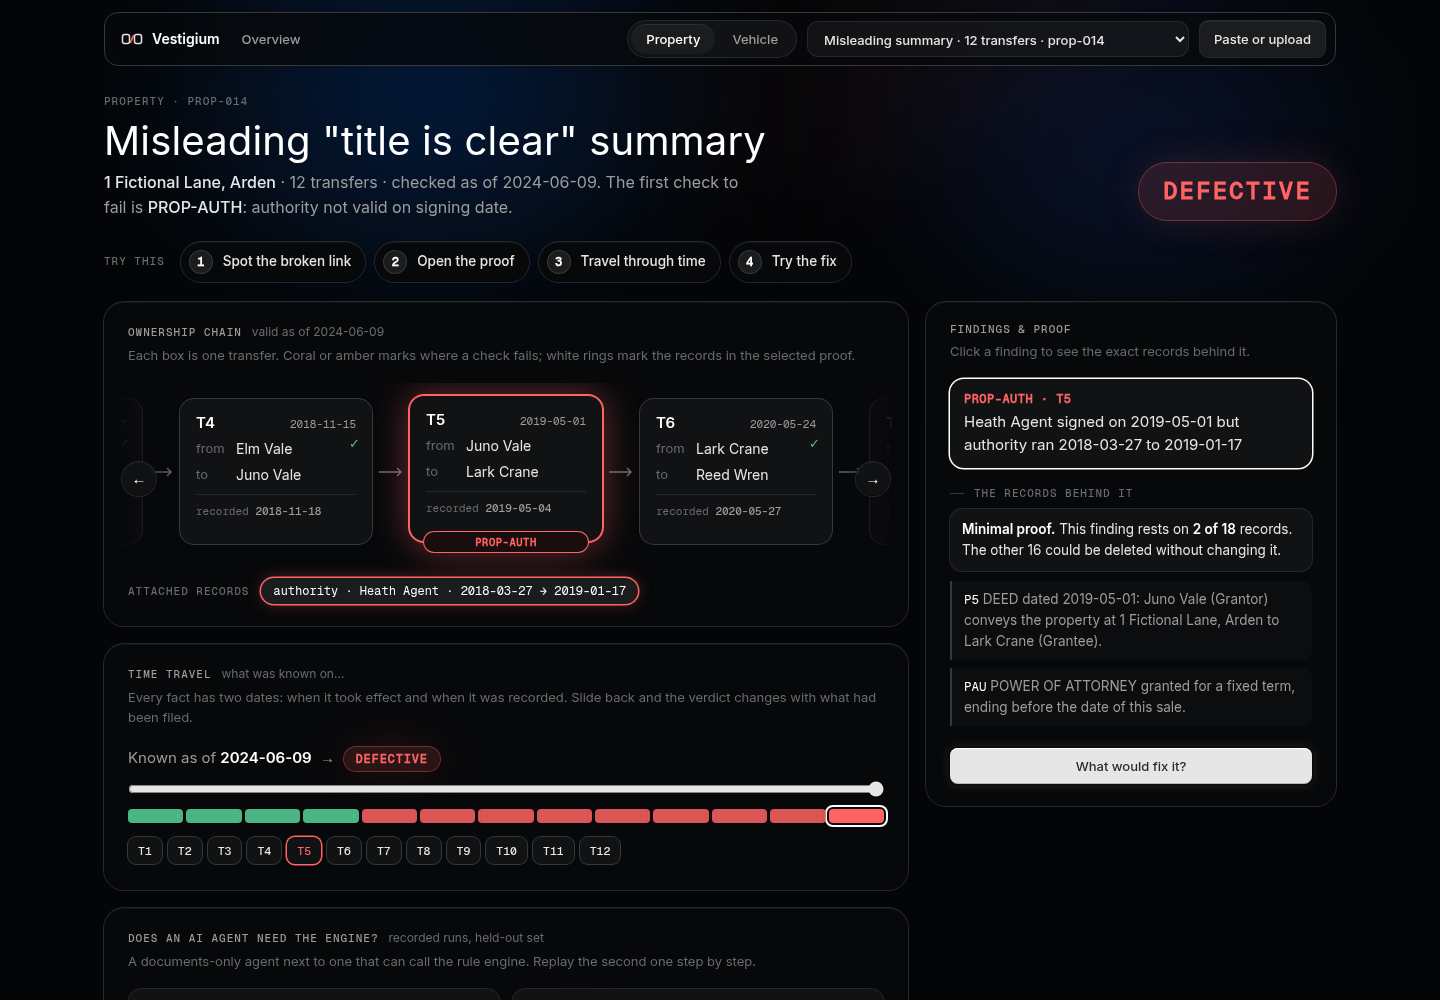 Vestigium
Overview
Property
Vehicle
Misleading summary · 12 transfers · prop-014
Paste or upload
PROPERTY · PROP-014
Misleading "title is clear" summary
1 Fictional Lane, Arden · 12 transfers · checked as of 2024-06-09. The first check to
fail is PROP-AUTH: authority not valid on signing date.
DEFECTIVE
TRY THIS
1 Spot the broken link
2 Open the proof
3 Travel through time
4 Try the fix
OWNERSHIP CHAIN valid as of 2024-06-09
Each box is one transfer. Coral or amber marks where a check fails; white rings mark the records in the selected proof.
←
T4 2018-11-15
from Elm Vale ✓
to Juno Vale
recorded 2018-11-18
T5 2019-05-01
from Juno Vale
to Lark Crane
recorded 2019-05-04
PROP-AUTH
T6 2020-05-24
from Lark Crane ✓
to Reed Wren
recorded 2020-05-27
→
ATTACHED RECORDS authority · Heath Agent · 2018-03-27 → 2019-01-17
FINDINGS & PROOF
Click a finding to see the exact records behind it.
PROP-AUTH · T5
Heath Agent signed on 2019-05-01 but
authority ran 2018-03-27 to 2019-01-17
THE RECORDS BEHIND IT
Minimal proof. This finding rests on 2 of 18 records.
The other 16 could be deleted without changing it.
P5 DEED dated 2019-05-01: Juno Vale (Grantor)
conveys the property at 1 Fictional Lane, Arden to
Lark Crane (Grantee).
PAU POWER OF ATTORNEY granted for a fixed term,
ending before the date of this sale.
What would fix it?
TIME TRAVEL what was known on…
Every fact has two dates: when it took effect and when it was recorded. Slide back and the verdict changes with what had
been filed.
Known as of 2024-06-09 → DEFECTIVE
T1 T2 T3 T4 T5 T6 T7 T8 T9 T10 T11 T12
DOES AN AI AGENT NEED THE ENGINE? recorded runs, held-out set
A documents-only agent next to one that can call the rule engine. Replay the second one step by step.